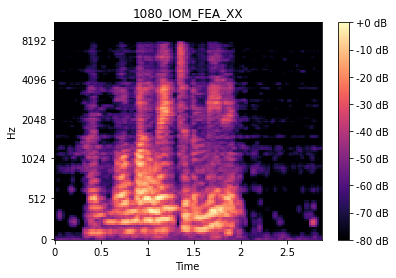 1080_IOM_FEA_XX
+0 dB
8192
-10 dB
4096
-20 dB
-30 dB
2048
Hz
-40 dB
1024
-50 dB
512
-60 dB
-70 dB
0
-80 dB
0 0.5 1 1.5 2 2.5
Time